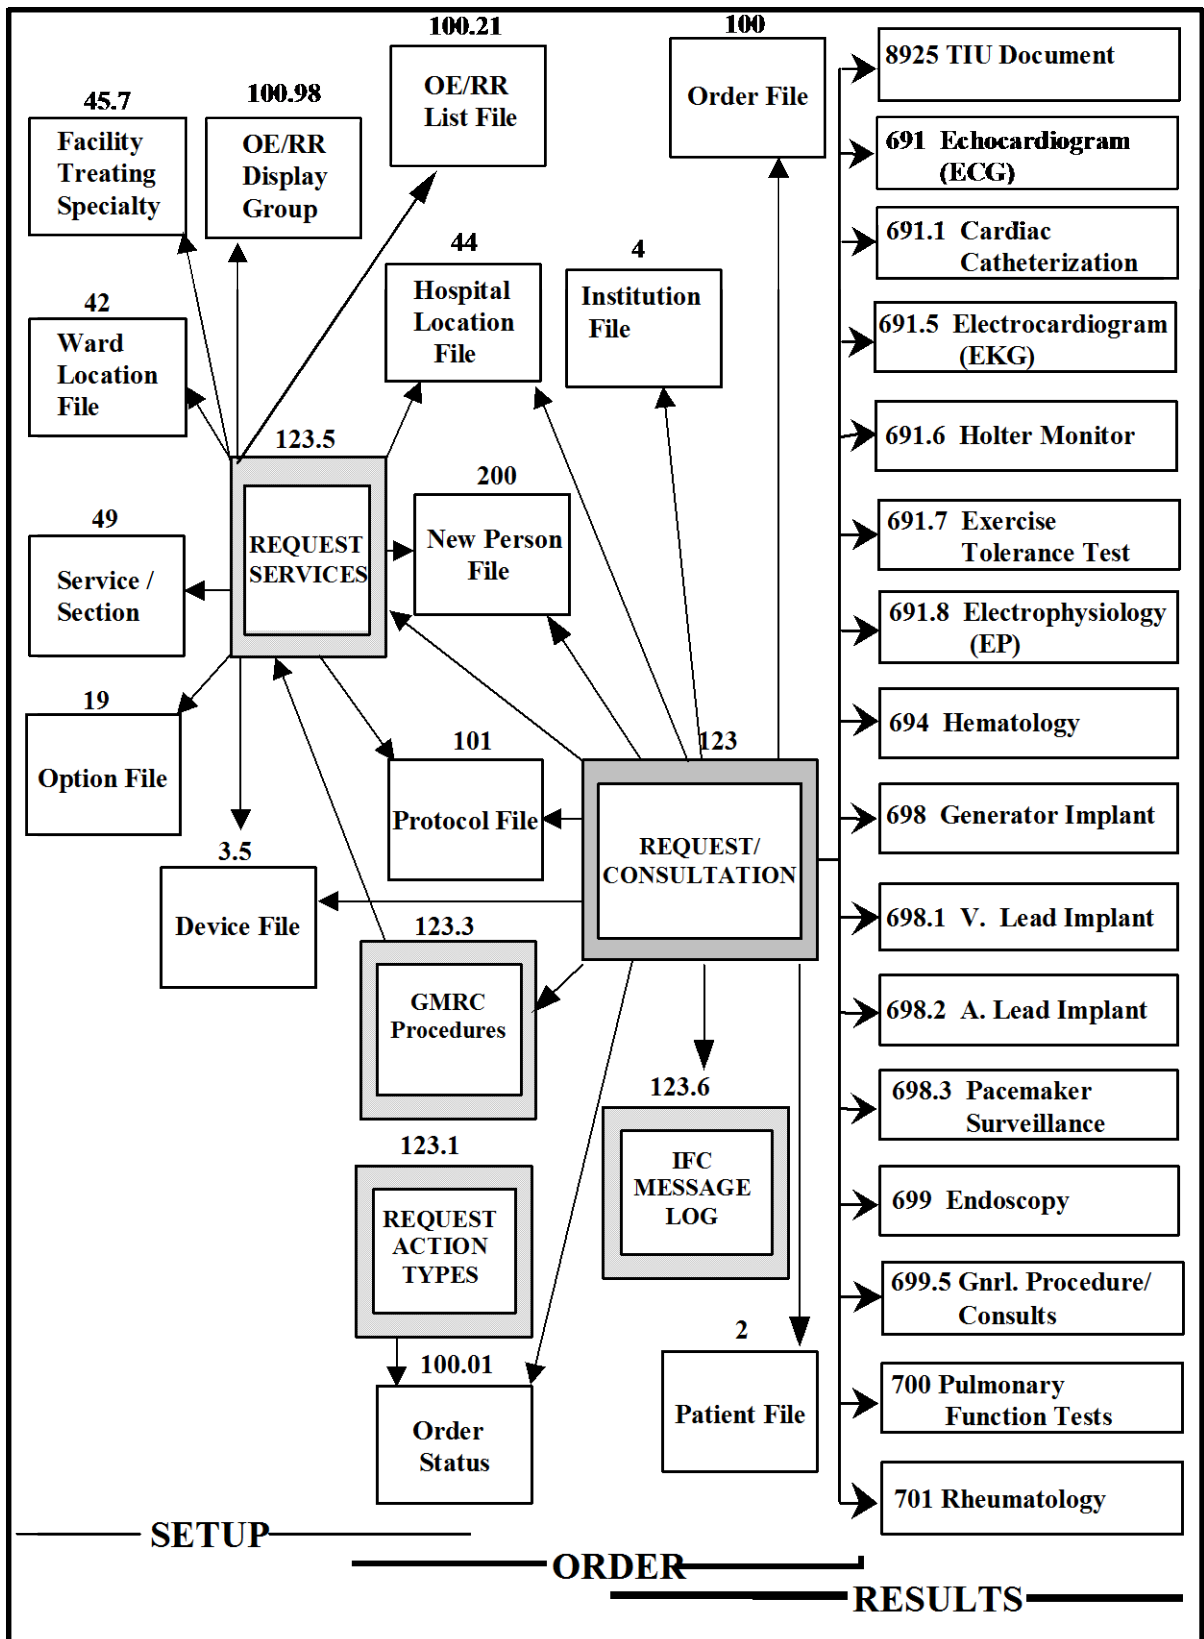 100.21
OE/RR
List File
100
Order File
45.7
Facility
Treating
Specialty
100.98
OE/RR
Display
Group
44
Hospital
Location
File
4
Institution
File
42
Ward
Location
File
123.5
REQUEST
SERVICES
200
New Person
File
49
Service /
Section
19
Option File
101
Protocol File
123
REQUEST/
CONSULTATION
3.5
Device File
123.3
GMRC
Procedures
123.6
IFC
MESSAGE
LOG
123.1
REQUEST
ACTION
TYPES
100.01
Order
Status
2
Patient File
8925 TIU Document
691 Echocardiogram
(ECG)
691.1 Cardiac
Catheterization
691.5 Electrocardiogram
(EKG)
691.6 Holter Monitor
691.7 Exercise
Tolerance Test
691.8 Electrophysiology
(EP)
694 Hematology
698 Generator Implant
698.1 V. Lead Implant
698.2 A. Lead Implant
698.3 Pacemaker
Surveillance
699 Endoscopy
699.5 Gnrl. Procedure/
Consults
700 Pulmonary
Function Tests
701 Rheumatology
SETUP
ORDER
RESULTS